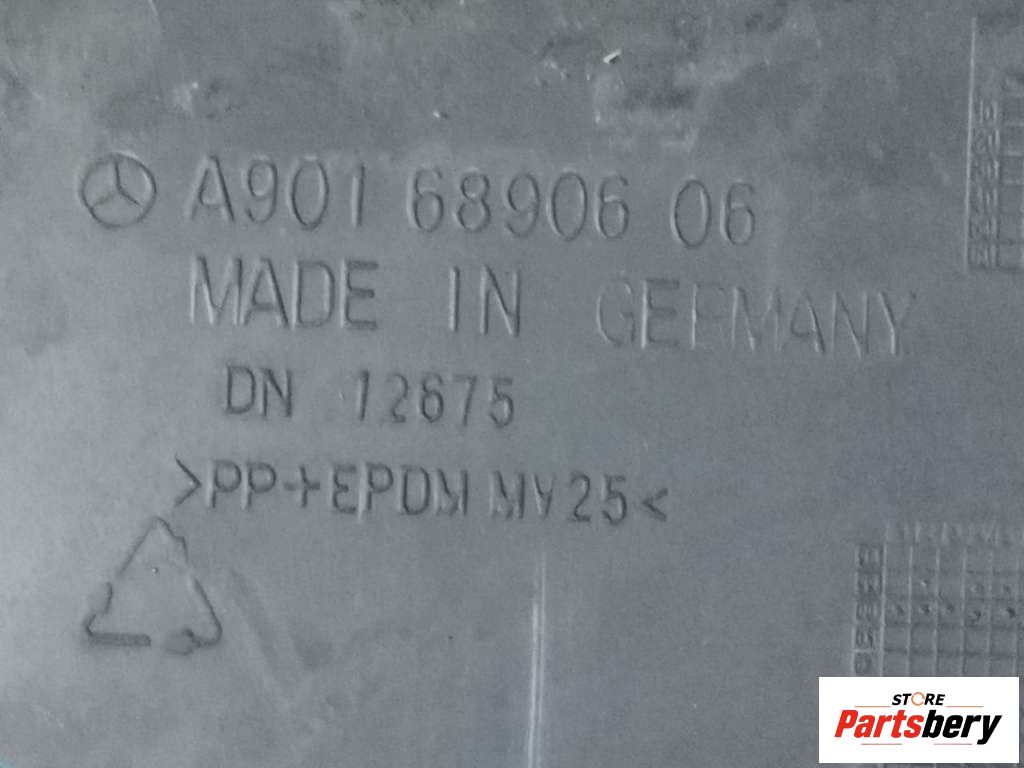 A901 68906 06
MADE IN GERMANY
DN 12675
>PP+EPDM MV25<
STORE
Partsbery